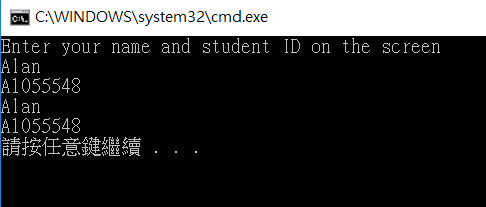 C:\WINDOWS\system32\cmd.exe
Enter your name and student ID on the screen
Alan
A1055548
Alan
A1055548
請按任意鍵繼續 . . .